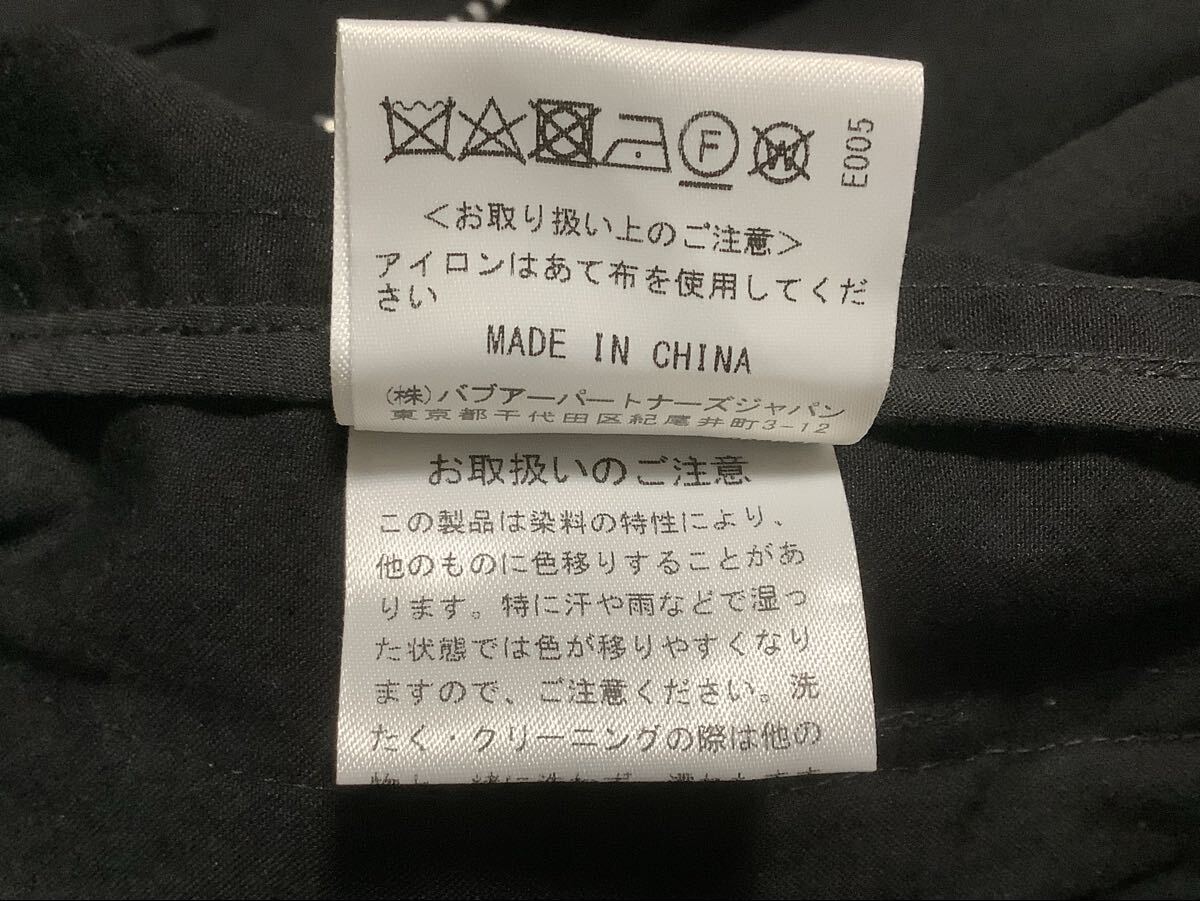 F W E005
<お取り扱い上のご注意>
アイロンはあて布を使用してくだ
さい
MADE IN CHINA
(株)バブアーパートナーズジャパン
東京都千代田区紀尾井町3-12
お取扱いのご注意
この製品は染料の特性により、
他のものに色移りすることがあ
ります。特に汗や雨などで湿っ
た状態では色が移りやすくなり
ますので、ご注意ください。洗
たく・クリーニングの際は他の